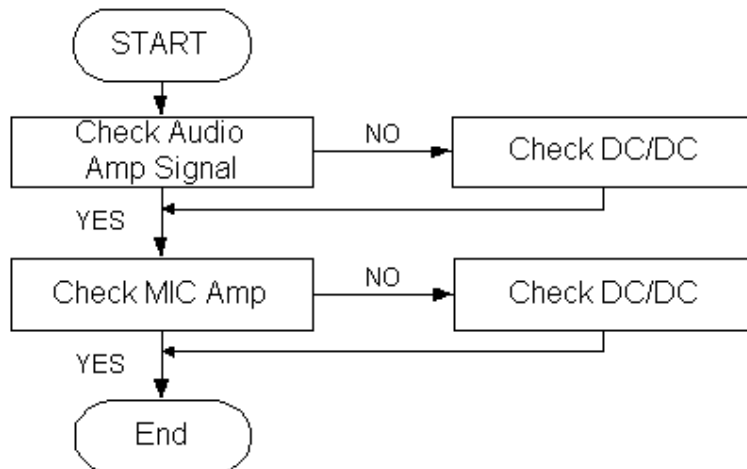 START
Check Audio
Amp Signal
NO
Check DC/DC
YES
Check MIC Amp
NO
Check DC/DC
YES
End